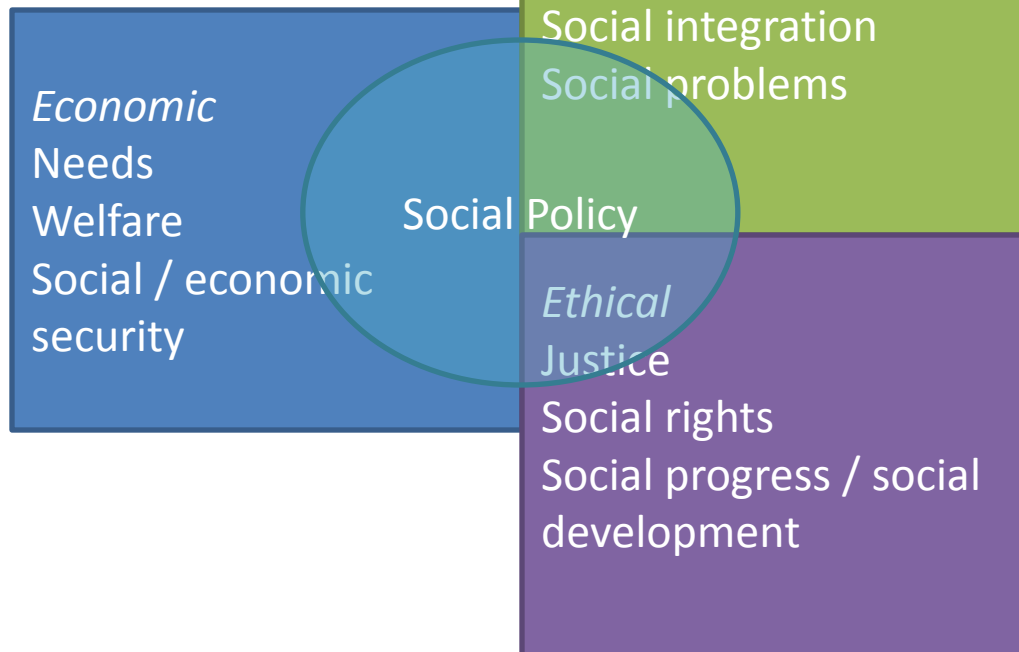 Economic
Needs
Welfare
Social / economic
security
Social integration
Social problems
Social Policy
Ethical
Justice
Social rights
Social progress / social
development